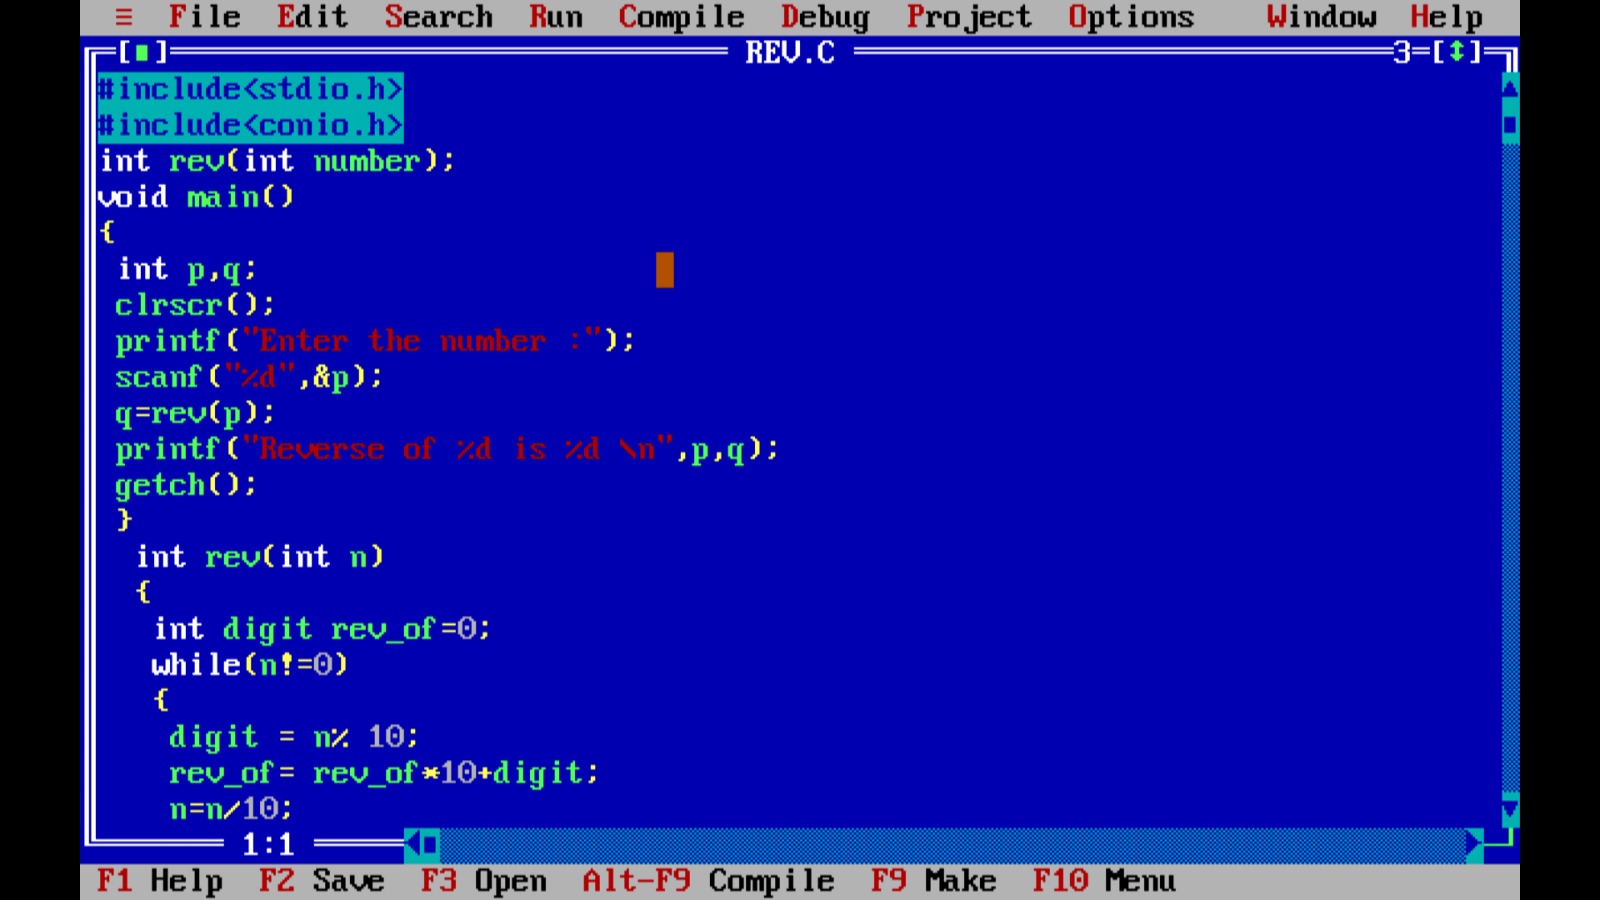 ≡ File Edit Search Run Compile Debug Project Options Window Help
[■] REV.C 3=[↕]
#include<stdio.h>
#include<conio.h>
int rev(int number);
void main()
{
int p,q;
clrscr();
printf("Enter the number :");
scanf("%d",&p);
q=rev(p);
printf("Reverse of %d is %d \n",p,q);
getch();
}
int rev(int n)
{
int digit rev_of=0;
while(n!=0)
{
digit = n% 10;
rev_of= rev_of*10+digit;
n=n/10;
1:1
F1 Help F2 Save F3 Open Alt-F9 Compile F9 Make F10 Menu